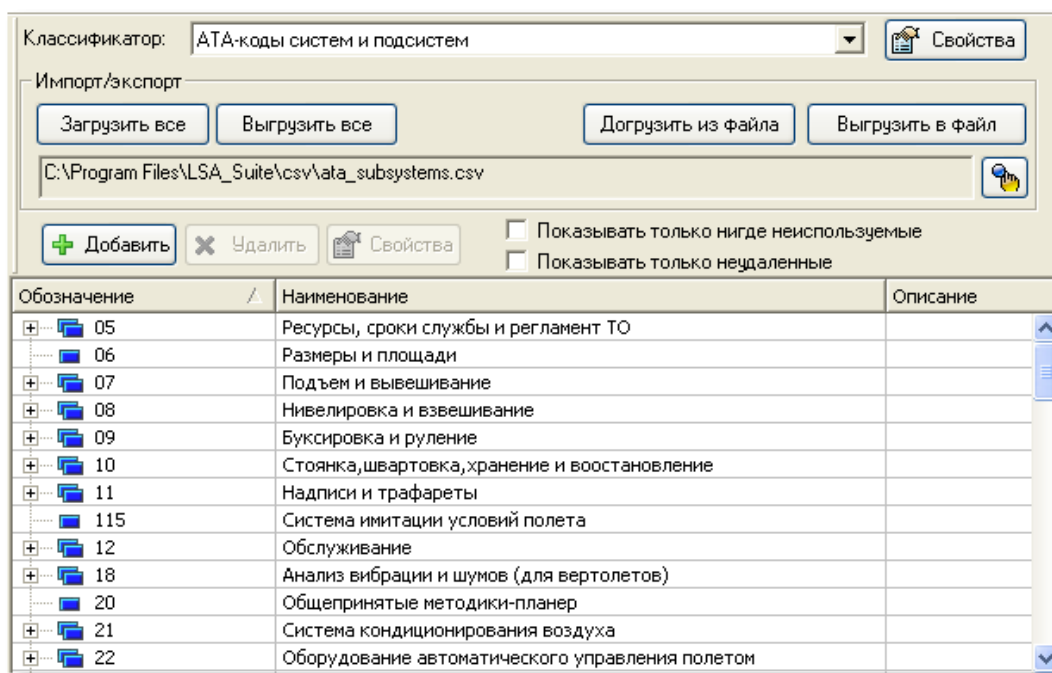 Классификатор: АТА-коды систем и подсистем Свойства
Импорт/экспорт
Загрузить все Выгрузить все Догрузить из файла Выгрузить в файл
C:\Program Files\LSA_Suite\csv\ata_subsystems.csv
Добавить Удалить Свойства Показывать только нигде неиспользуемые
Показывать только неудаленные
Обозначение Наименование Описание
05 Ресурсы, сроки службы и регламент ТО
06 Размеры и площади
07 Подъем и вывешивание
08 Нивелировка и взвешивание
09 Буксировка и руление
10 Стоянка,швартовка,хранение и воостановление
11 Надписи и трафареты
115 Система имитации условий полета
12 Обслуживание
18 Анализ вибрации и шумов (для вертолетов)
20 Общепринятые методики-планер
21 Система кондиционирования воздуха
22 Оборудование автоматического управления полетом